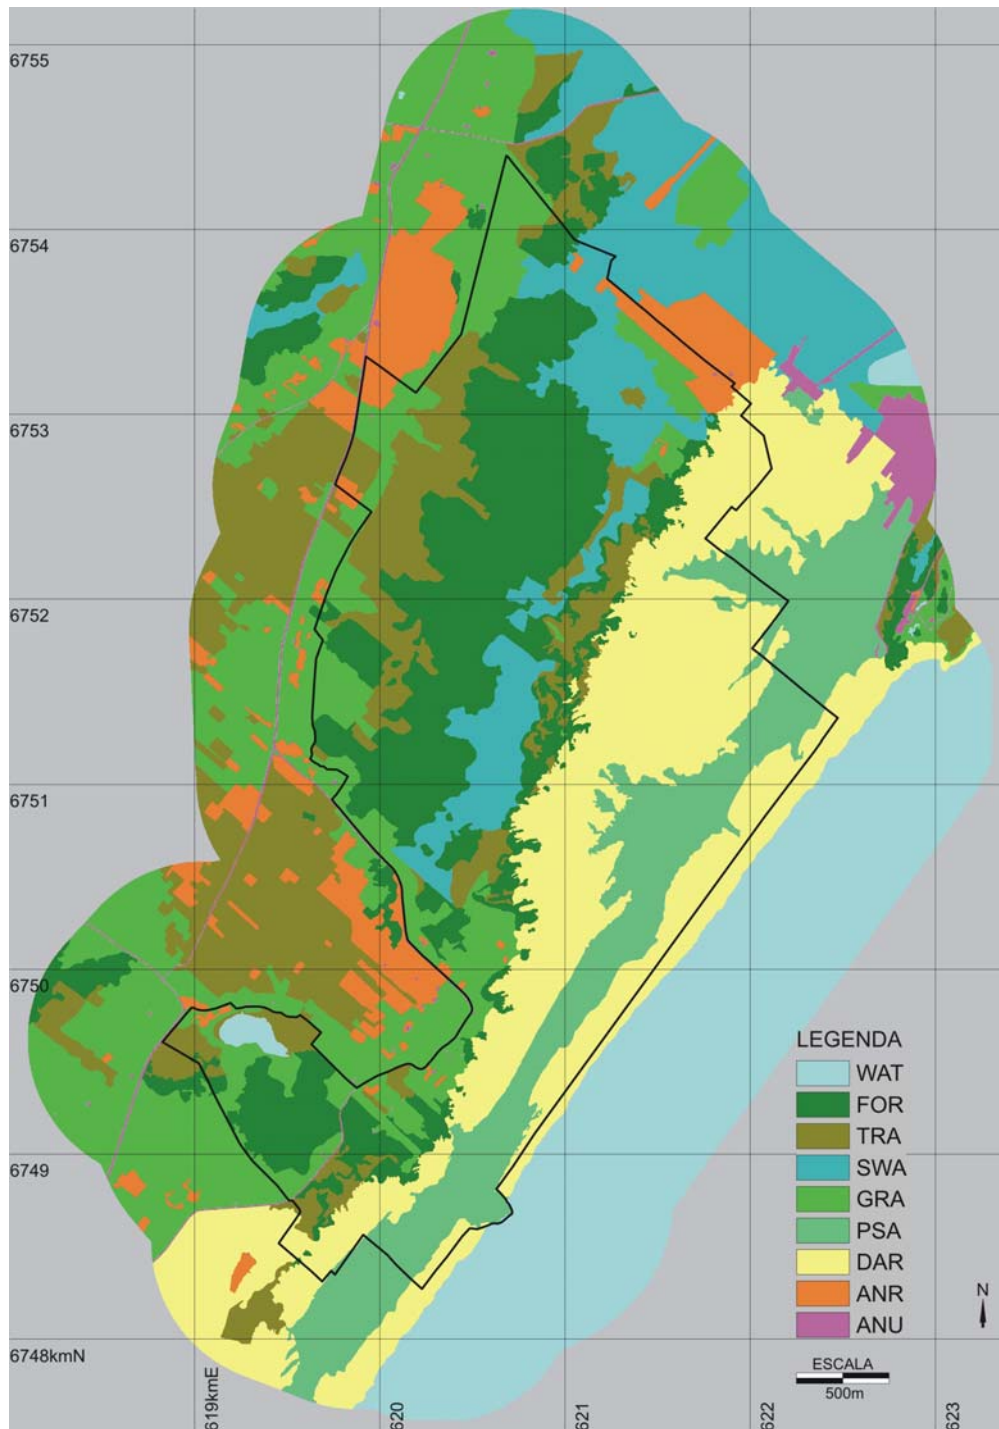 6755
6754
6753
6752
6751
6750
6749
6748kmN
619kmE
620
621
622
623
LEGENDA
WAT
FOR
TRA
SWA
GRA
PSA
DAR
ANR
ANU
N
ESCALA
500m